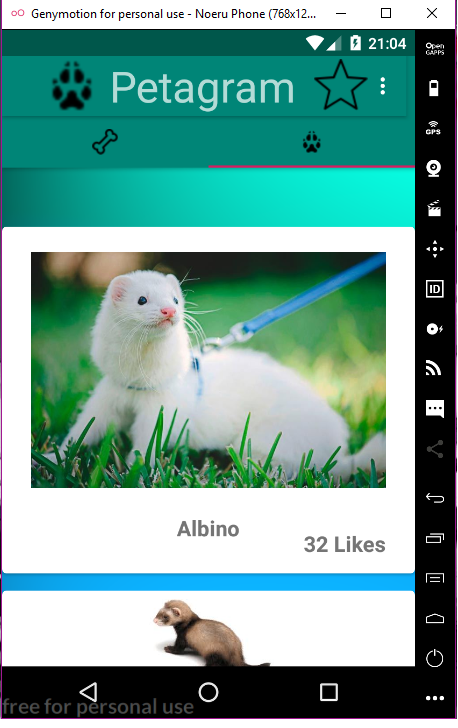 Genymotion for personal use - Noeru Phone (768x12...
21:04
Open
GAPPS
Petagram
GPS
ID
Albino
32 Likes
free for personal use